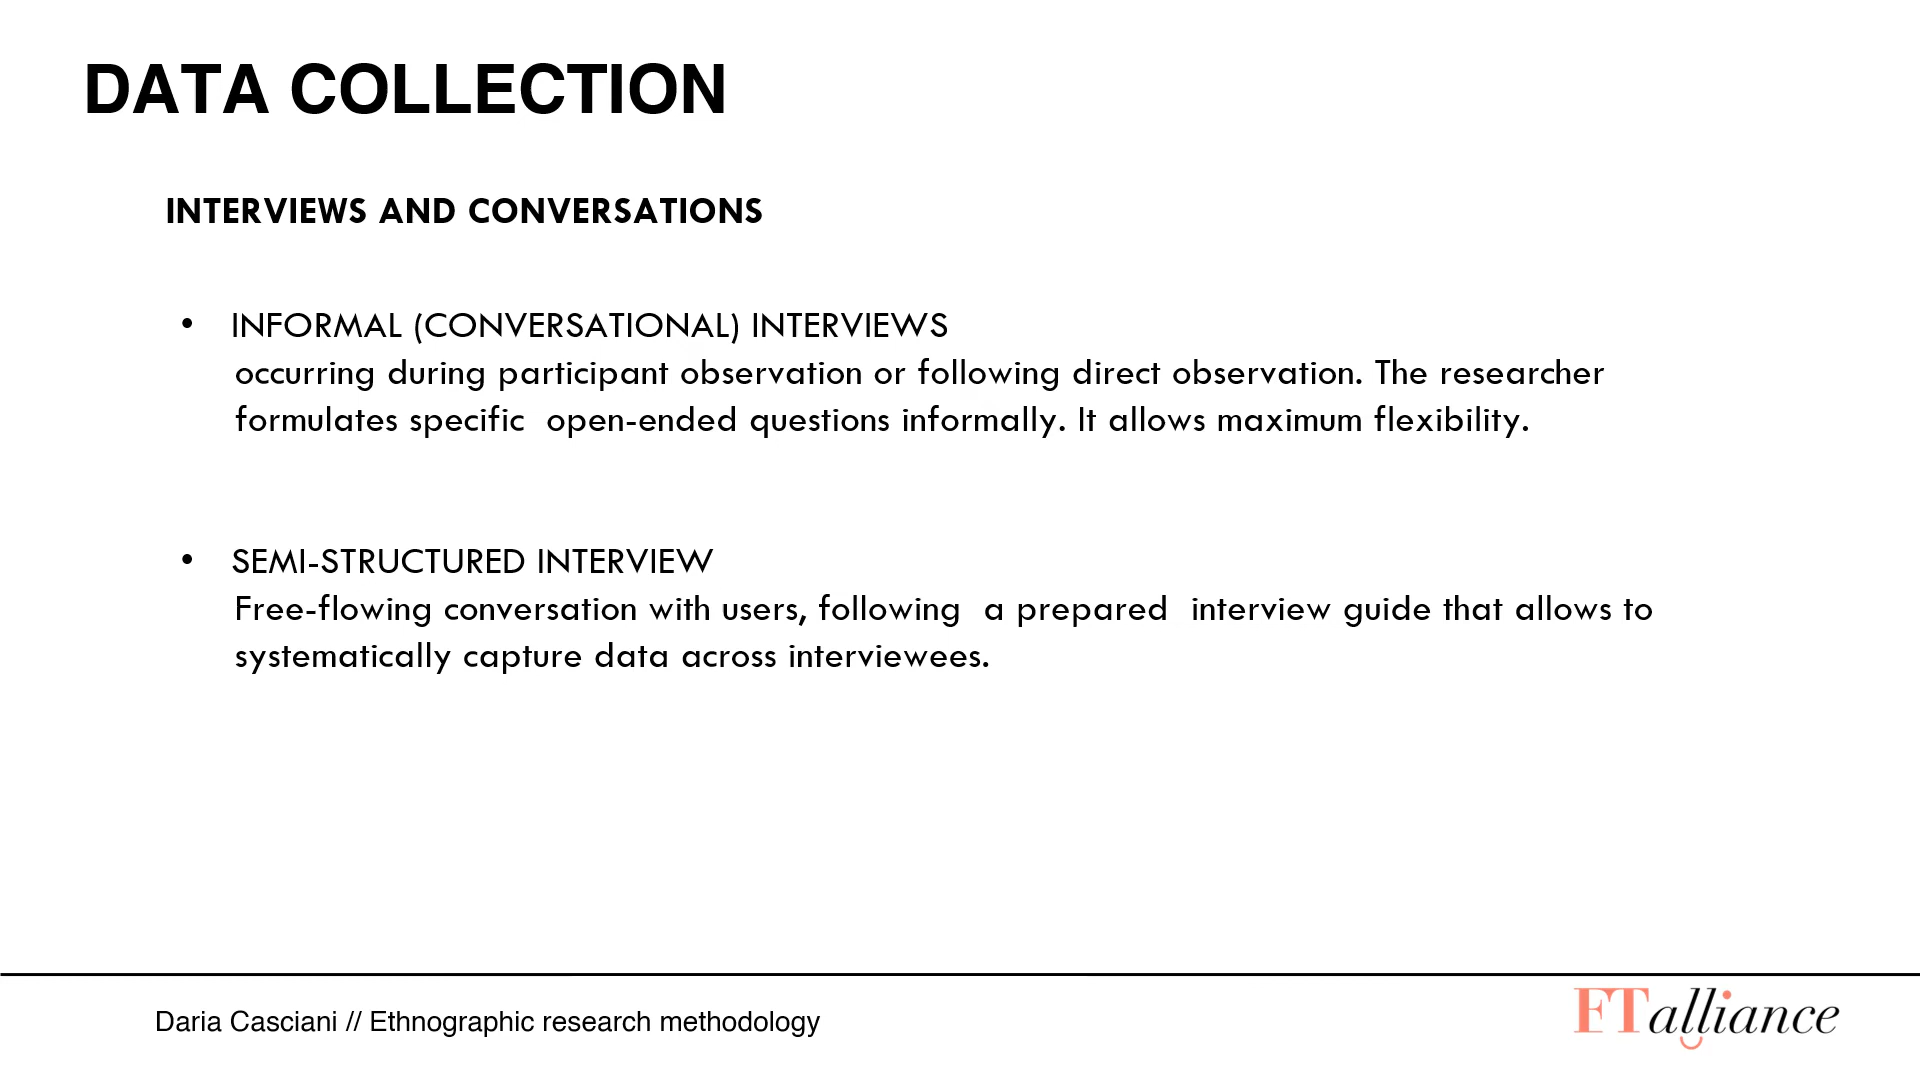 DATA COLLECTION
INTERVIEWS AND CONVERSATIONS
• INFORMAL (CONVERSATIONAL) INTERVIEWS
occurring during participant observation or following direct observation. The researcher
formulates specific  open-ended questions informally. It allows maximum flexibility.
• SEMI-STRUCTURED INTERVIEW
Free-flowing conversation with users, following  a prepared  interview guide that allows to
systematically capture data across interviewees.
Daria Casciani // Ethnographic research methodology
FTalliance